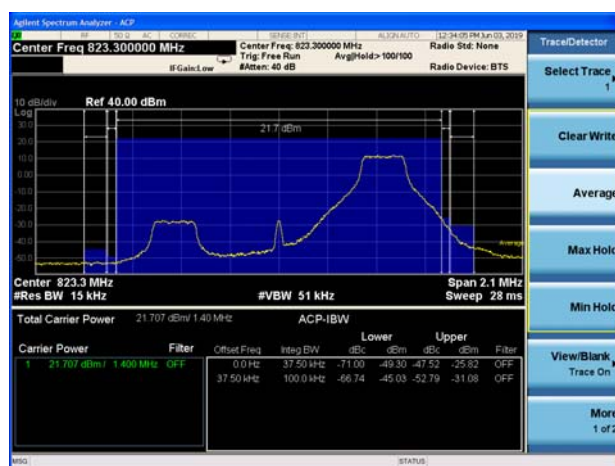 Agilent Spectrum Analyzer - ACP
RF 50 Ω AC CORREC SENSE:INT ALIGN AUTO 12:34:05 PM Jun 03, 2019
Center Freq 823.300000 MHz
Center Freq: 823.300000 MHz
Radio Std: None
Trig: Free Run Avg|Hold:> 100/100
IFGain:Low #Atten: 40 dB Radio Device: BTS
Trace/Detector
Select Trace
1
Clear Write
Average
Max Hold
Min Hold
View/Blank
Trace On
More
1 of 2
10 dB/div Ref 40.00 dBm
Log
30.0
20.0
10.0
0.00
-10.0
-20.0
-30.0
-40.0
-50.0
21.7 dBm
Average
Center 823.3 MHz Span 2.1 MHz
#Res BW 15 kHz #VBW 51 kHz Sweep 28 ms
Total Carrier Power 21.707 dBm/ 1.40 MHz ACP-IBW
Lower Upper
Carrier Power Filter Offset Freq Integ BW dBc dBm dBc dBm Filter
1 21.707 dBm / 1.400 MHz OFF 0.0 Hz 37.50 kHz -71.00 -49.30 -47.52 -25.82 OFF
37.50 kHz 100.0 kHz -66.74 -45.03 -52.79 -31.08 OFF
MSG STATUS